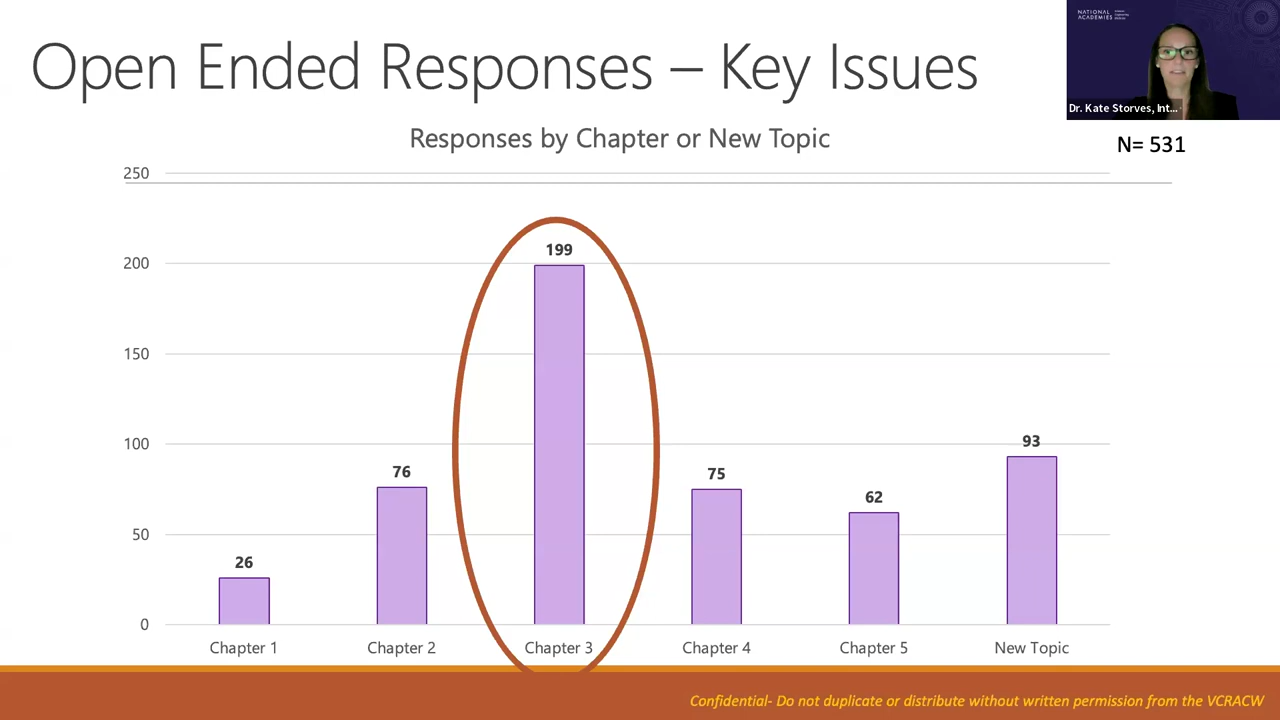 Open Ended Responses – Key Issues
NATIONAL
ACADEMIES
Dr. Kate Storves, Int...
Responses by Chapter or New Topic
N= 531
250
200
150
100
50
0
26
76
199
75
62
93
Chapter 1
Chapter 2
Chapter 3
Chapter 4
Chapter 5
New Topic
Confidential- Do not duplicate or distribute without written permission from the VCRACW